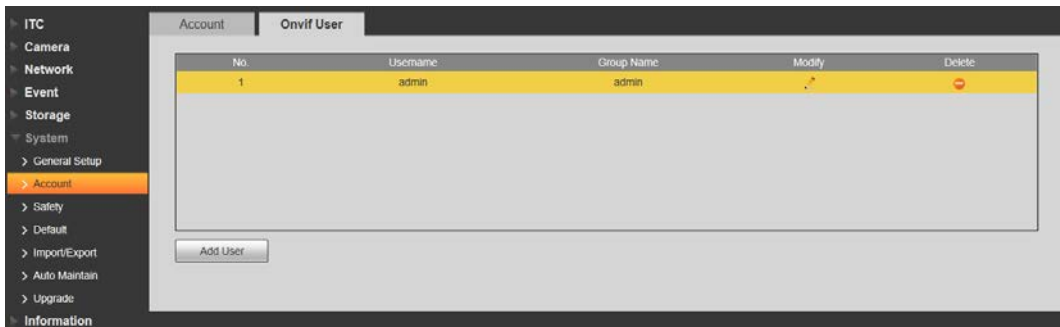 ITC
Camera
Network
Event
Storage
System
> General Setup
> Account
> Safety
> Default
> Import/Export
> Auto Maintain
> Upgrade
Information
Account Onvif User
No. Username Group Name Modify Delete
1 admin admin
Add User